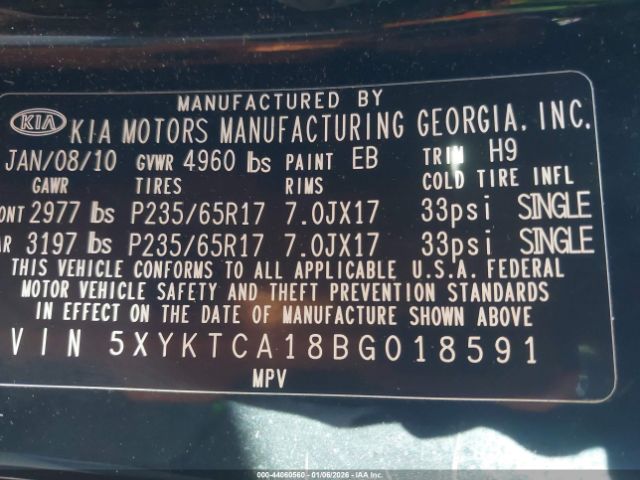 MANUFACTURED BY
KIA KIA MOTORS MANUFACTURING GEORGIA, INC.
JAN/08/10 GVWR 4960 lbs PAINT EB TRIM H9
GAWR TIRES RIMS COLD TIRE INFL
ONT 2977 lbs P235/65R17 7.0JX17 33psi SINGLE
AR 3197 lbs P235/65R17 7.0JX17 33psi SINGLE
THIS VEHICLE CONFORMS TO ALL APPLICABLE U.S.A. FEDERAL
MOTOR VEHICLE SAFETY AND THEFT PREVENTION STANDARDS
IN EFFECT ON THE DATE OF MANUFACTURE SHOWN ABOVE
VIN 5XYKTCA18BG018591
MPV
000-44060560 - 01/06/2026 - IAA Inc.